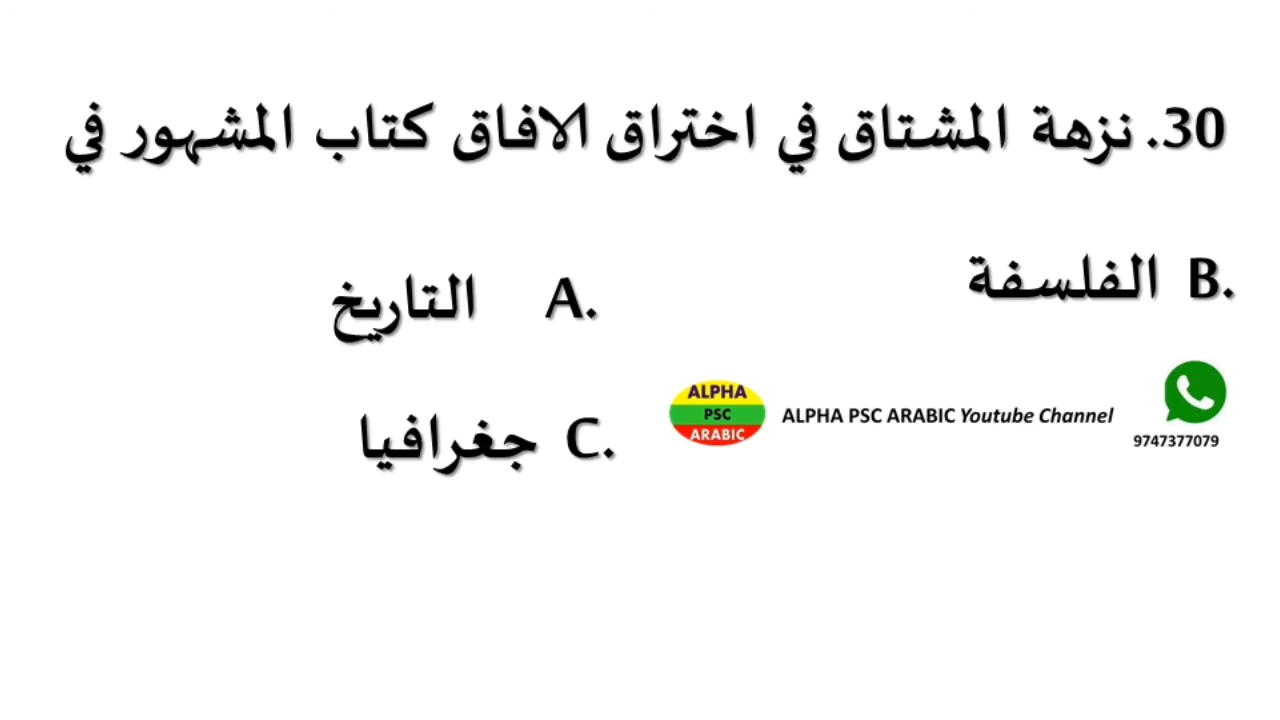 30. نزهة المشتاق في اختراق الافاق كتاب المشهور في
B. الفلسفة
A. التاريخ
ALPHA
PSC
ARABIC
ALPHA PSC ARABIC Youtube Channel
9747377079
C. جغرافيا